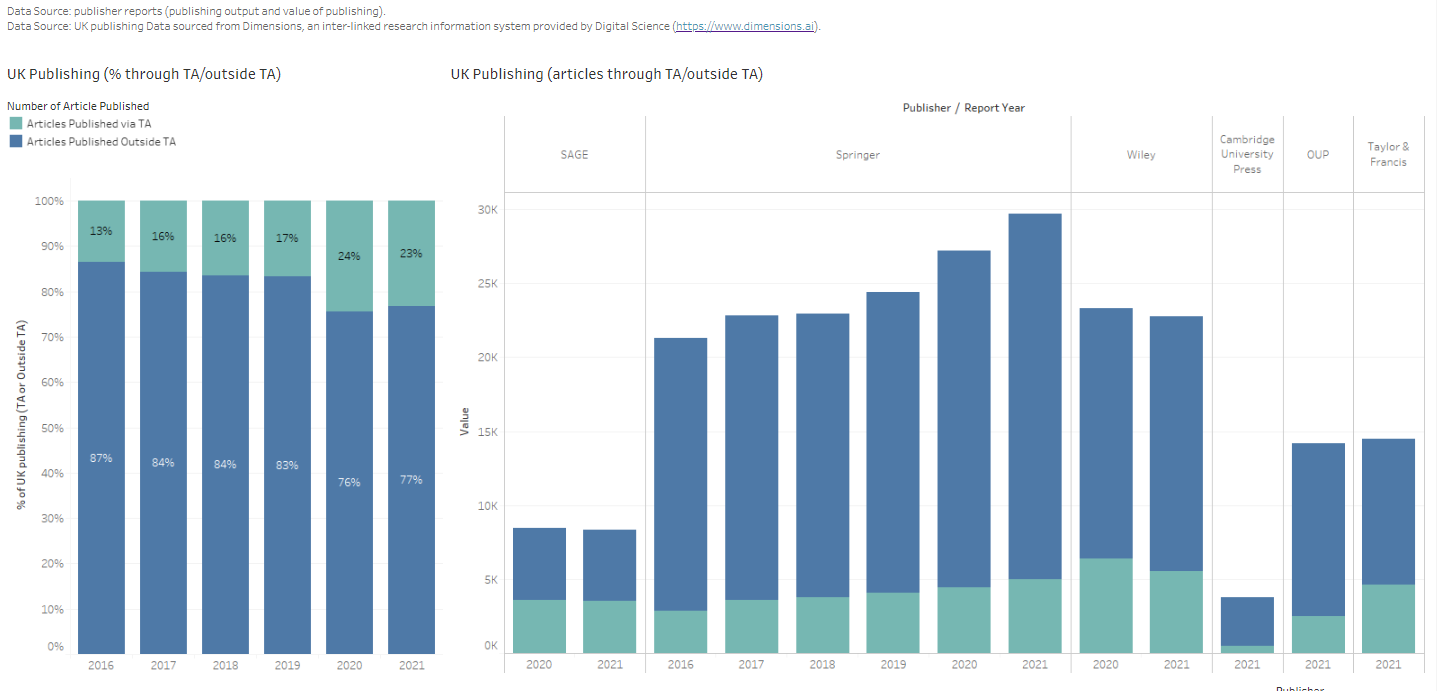 Data Source: publisher reports (publishing output and value of publishing).
Data Source: UK publishing Data sourced from Dimensions, an inter-linked research information system provided by Digital Science (https://www.dimensions.ai).
UK Publishing (% through TA/outside TA)
Number of Article Published
Articles Published via TA
Articles Published Outside TA
% of UK publishing (TA or Outside TA)
100%
90%
80%
70%
60%
50%
40%
30%
20%
10%
0%
13%
16%
16%
17%
24%
23%
87%
84%
84%
83%
76%
77%
2016
2017
2018
2019
2020
2021
UK Publishing (articles through TA/outside TA)
Publisher / Report Year
SAGE
Springer
Wiley
Cambridge
University
Press
OUP
Taylor &
Francis
Value
30K
25K
20K
15K
10K
5K
0K
2020
2021
2016
2017
2018
2019
2020
2021
2020
2021
2021
2021
2021
Publisher